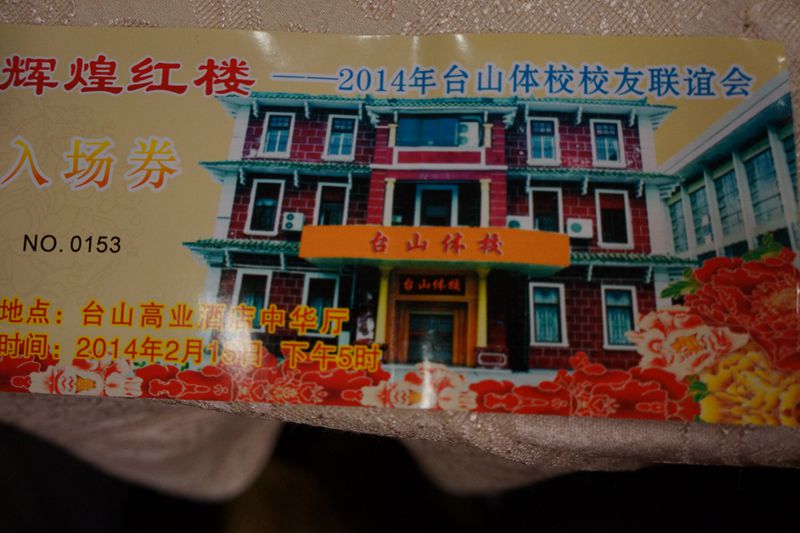 辉煌红楼 ——2014年台山体校校友联谊会
入场券
NO. 0153
台山体校
台山体校
地点：台山高业酒店中华厅
时间：2014年2月15日 下午5时